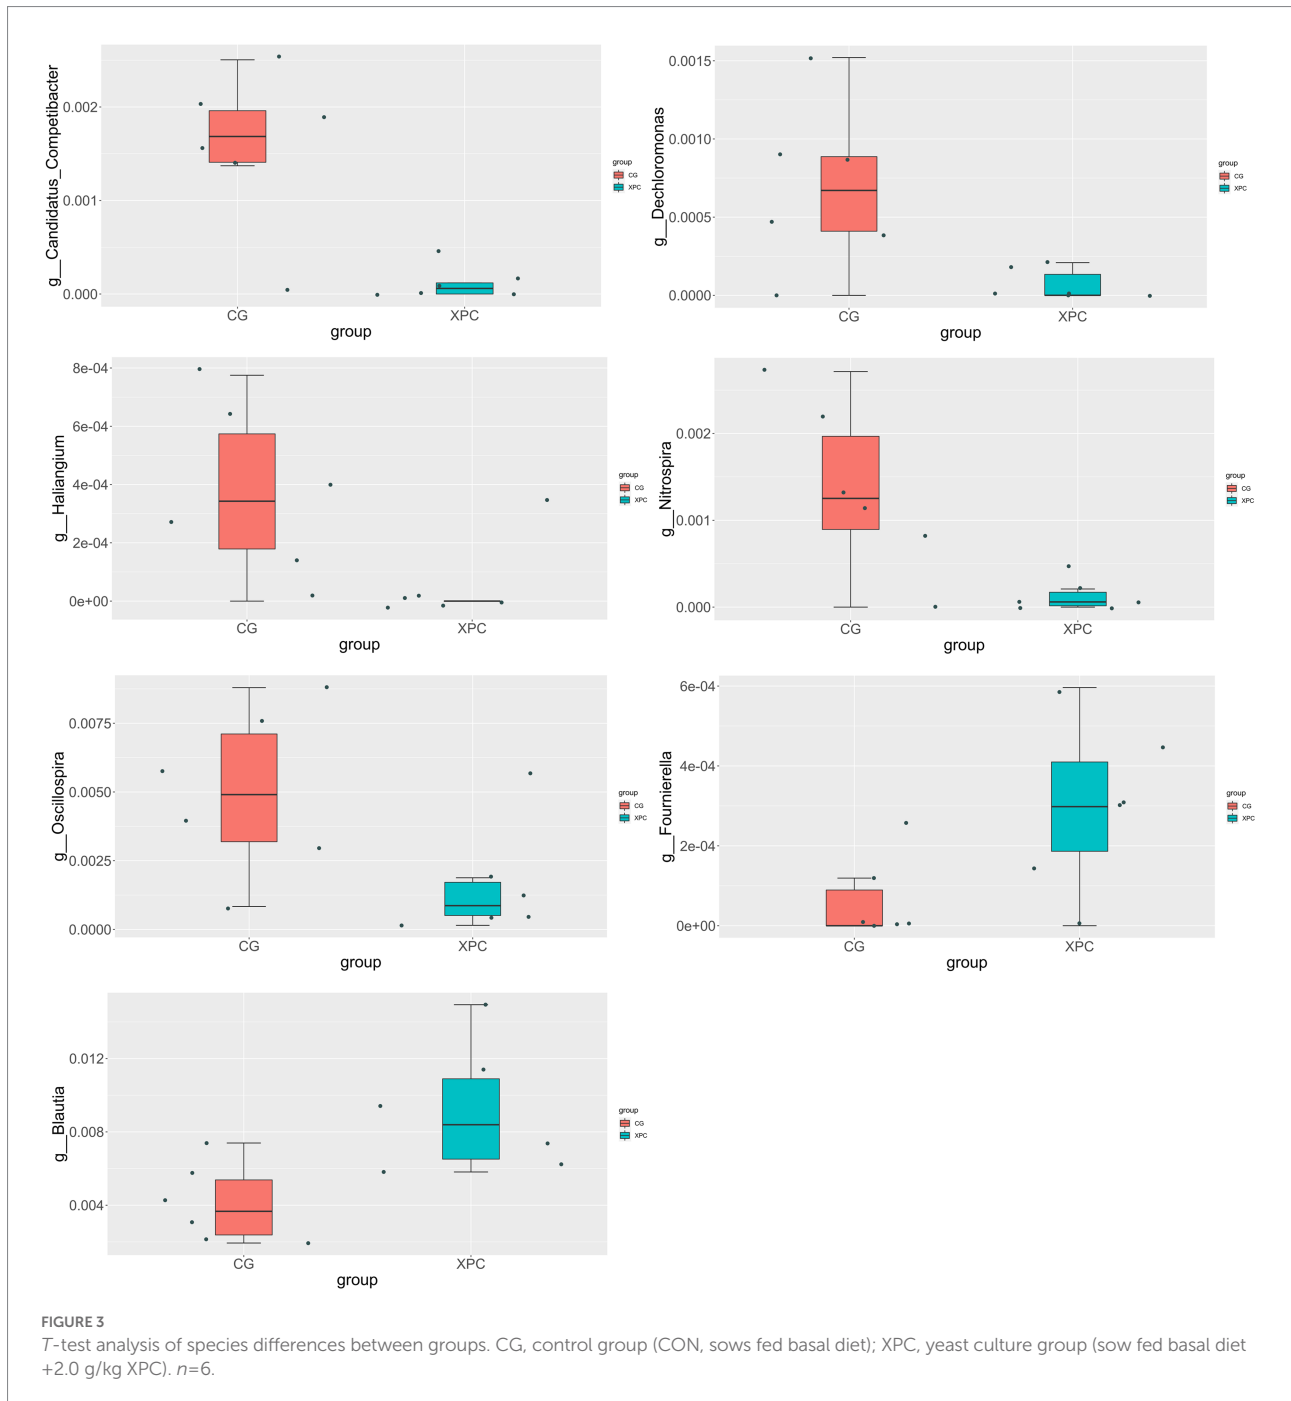 g__Candidatus_Competibacter
0.002
0.001
0.000
CG
XPC
group
group
CG
XPC
g__Dechloromonas
0.0015
0.0010
0.0005
0.0000
CG
XPC
group
group
CG
XPC
g__Haliangium
8e-04
6e-04
4e-04
2e-04
0e+00
CG
XPC
group
group
CG
XPC
g__Nitrospira
0.002
0.001
0.000
CG
XPC
group
group
CG
XPC
g__Oscillospira
0.0075
0.0050
0.0025
0.0000
CG
XPC
group
group
CG
XPC
g__Fournierella
6e-04
4e-04
2e-04
0e+00
CG
XPC
group
group
CG
XPC
g__Blautia
0.012
0.008
0.004
CG
XPC
group
group
CG
XPC
FIGURE 3
T-test analysis of species differences between groups. CG, control group (CON, sows fed basal diet); XPC, yeast culture group (sow fed basal diet
+2.0 g/kg XPC). n=6.